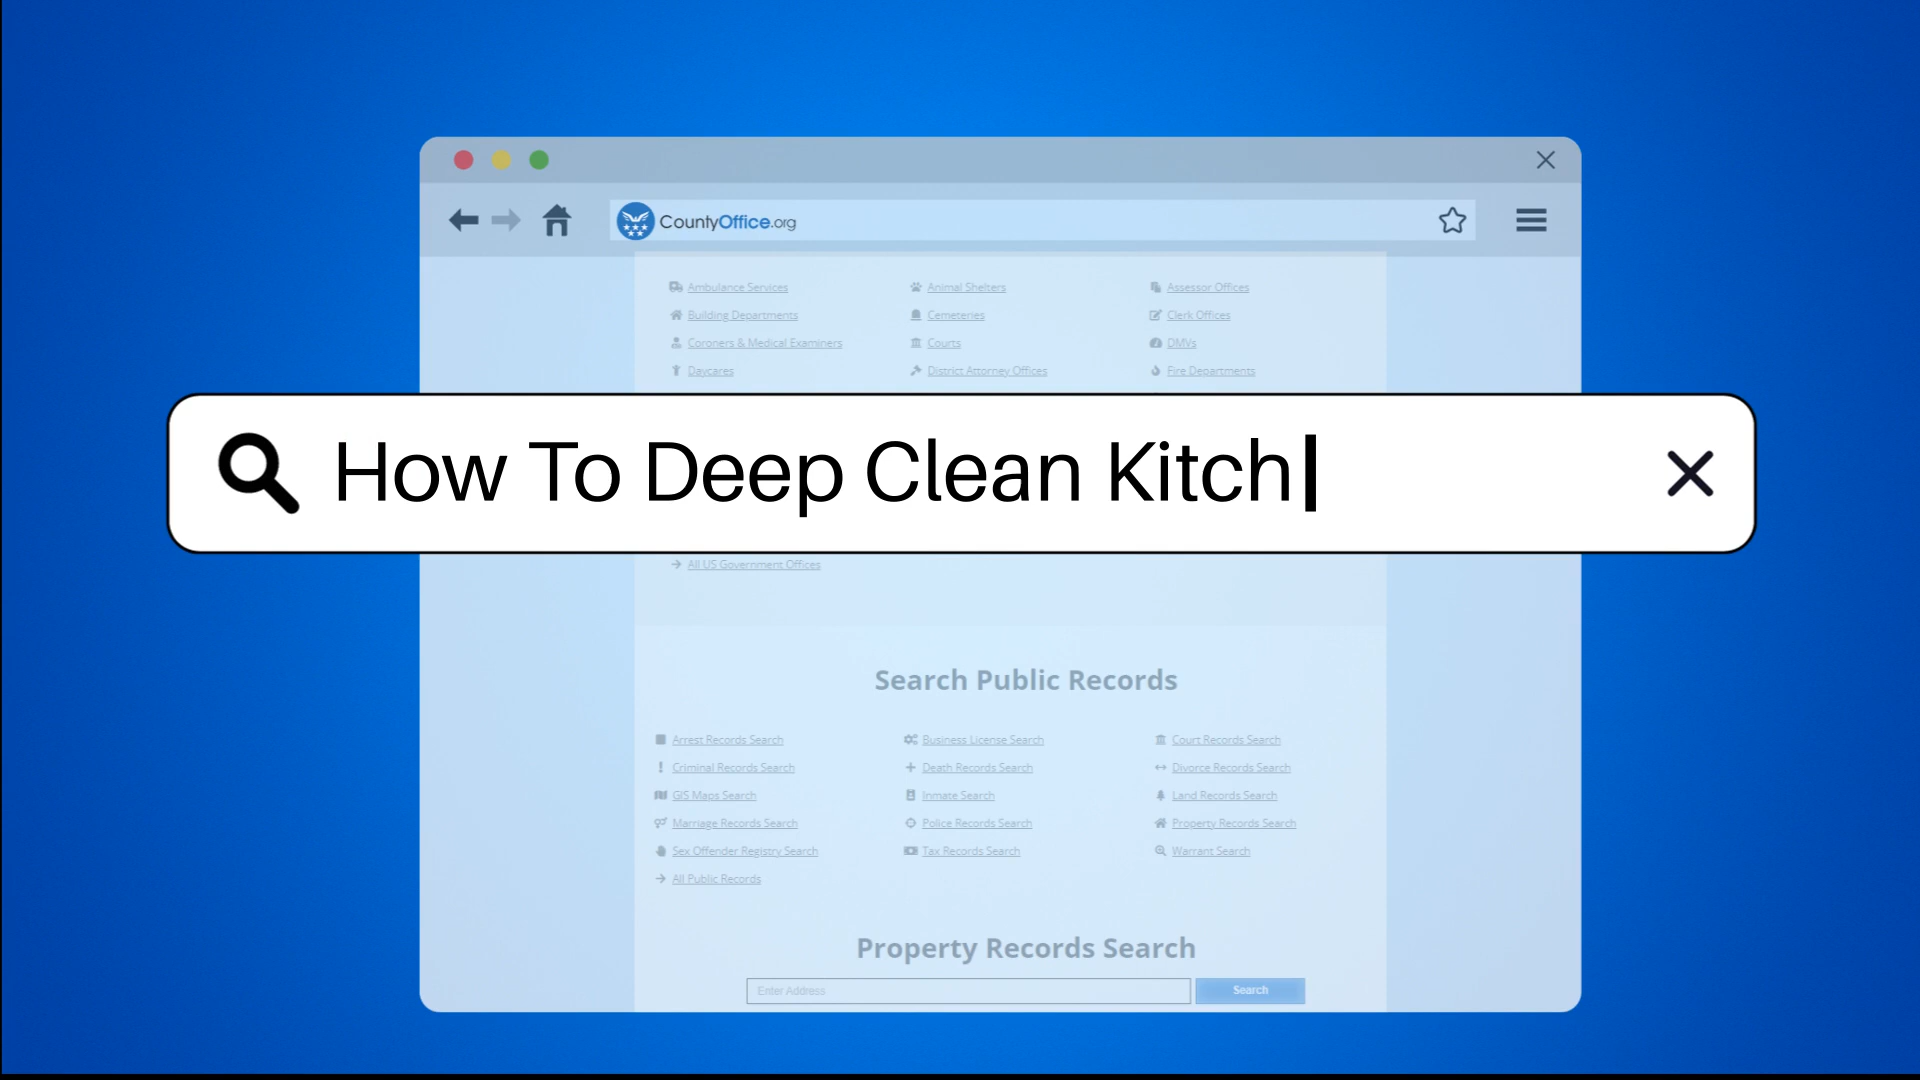 CountyOffice.org
Ambulance Services Animal Shelters Assessor Offices
Building Departments Cemeteries Clerk Offices
Coroners & Medical Examiners Courts DMVs
Daycares District Attorney Offices Fire Departments
How To Deep Clean Kitch
All US Government Offices
Search Public Records
Arrest Records Search Business License Search Court Records Search
Criminal Records Search Death Records Search Divorce Records Search
GIS Maps Search Inmate Search Land Records Search
Marriage Records Search Police Records Search Property Records Search
Sex Offender Registry Search Tax Records Search Warrant Search
All Public Records
Property Records Search
Enter Address Search